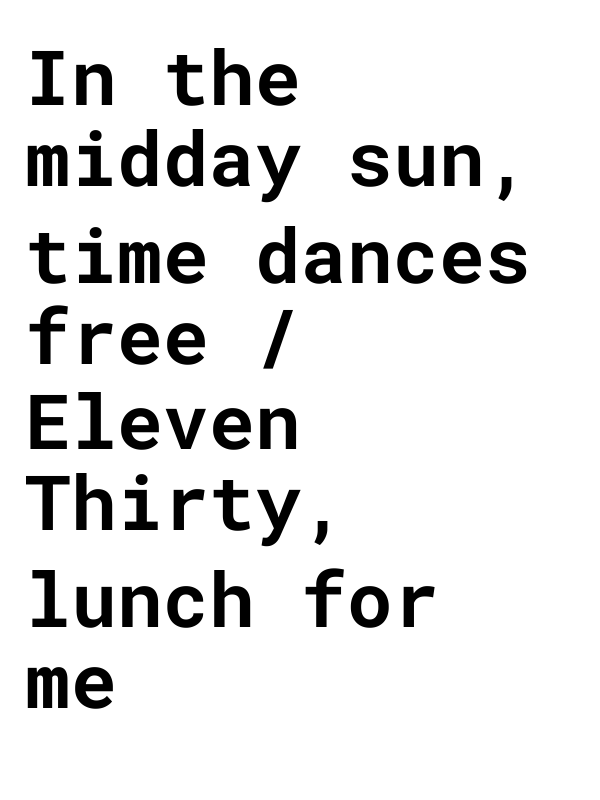 In the
midday sun,
time dances
free /
Eleven
Thirty,
lunch for
me